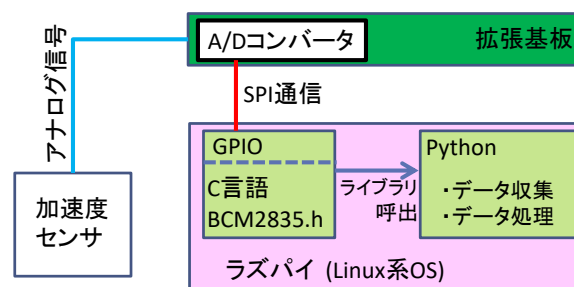 A/Dコンバータ
拡張基板
アナログ信号
SPI通信
加速度
センサ
GPIO
C言語
BCM2835.h
ライブラリ
呼出
Python
・データ収集
・データ処理
ラズパイ (Linux系OS)